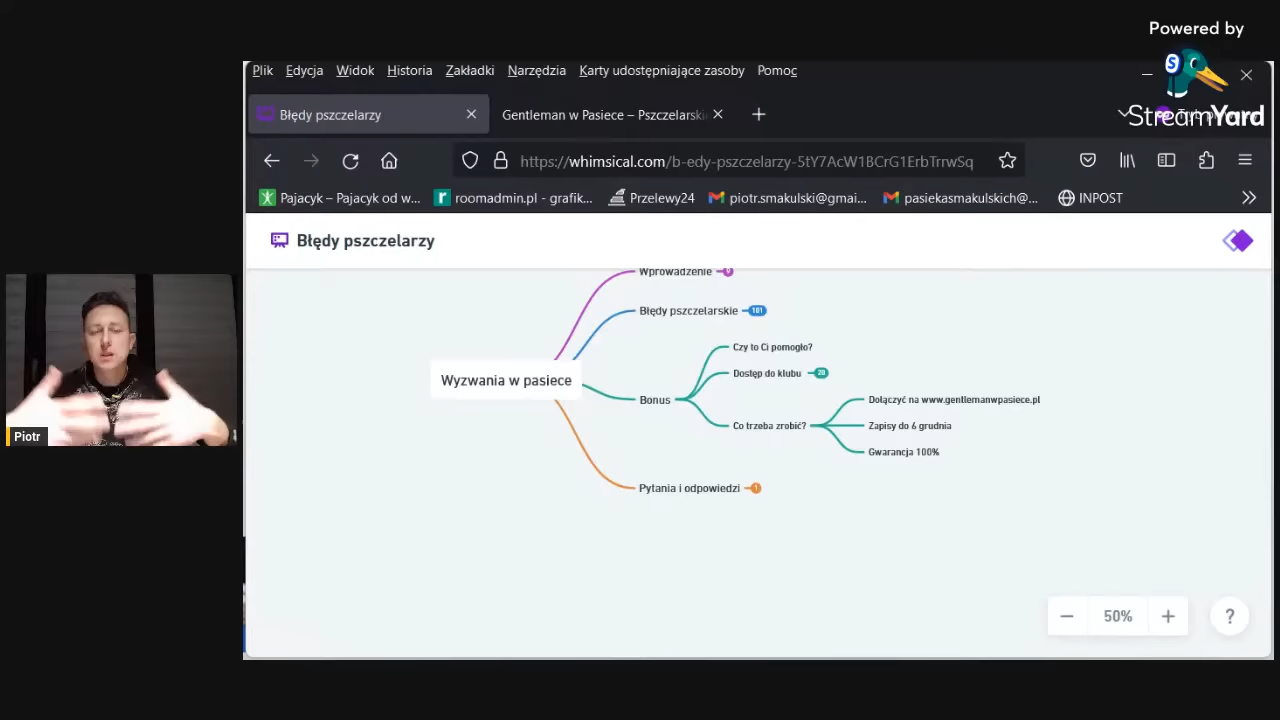 Powered by
StreamYard
Plik Edycja Widok Historia Zakładki Narzędzia Karty udostępniające zasoby Pomoc
Błędy pszczelarzy
Gentleman w Pasiece – Pszczelarski
https://whimsical.com/b-edy-pszczelarzy-5tY7AcW1BCrG1ErbTrrwSq
Pajacyk – Pajacyk od w... roomadmin.pl - grafik... Przelewy24 piotr.smakulski@gmai... pasiekasmakulskich@... INPOST
Błędy pszczelarzy
Wprowadzenie
Błędy pszczelarskie 181
Czy to Ci pomogło?
Dostęp do klubu 20
Wyzwania w pasiece
Bonus
Dołączyć na www.gentlemanwpasiece.pl
Co trzeba zrobić?
Zapisy do 6 grudnia
Gwarancja 100%
Piotr
Pytania i odpowiedzi 1
50%
?